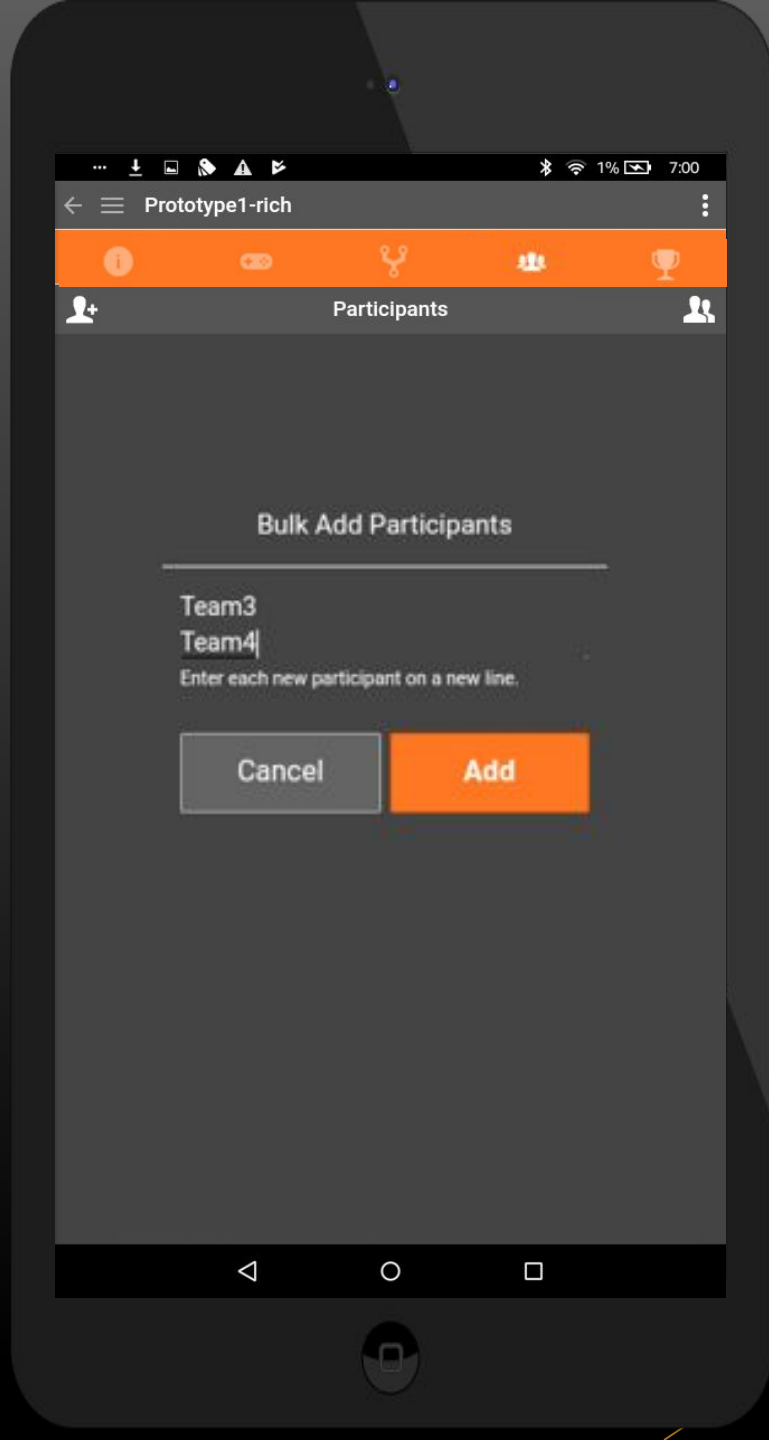 1% 7:00
Prototype1-rich
Participants
Bulk Add Participants
Team3
Team4
Enter each new participant on a new line.
Cancel Add